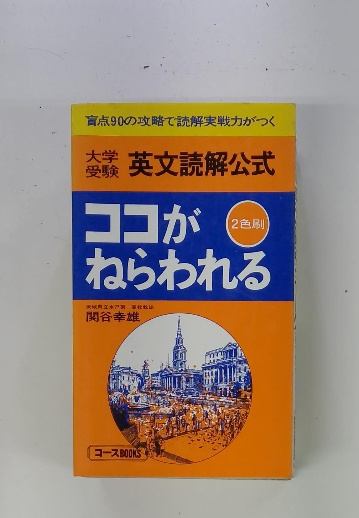 盲点90の攻略で読解実戦力がつく
大学受験 英文読解公式
ココが
2色刷
ねらわれる
関谷幸雄
コースBOOKS